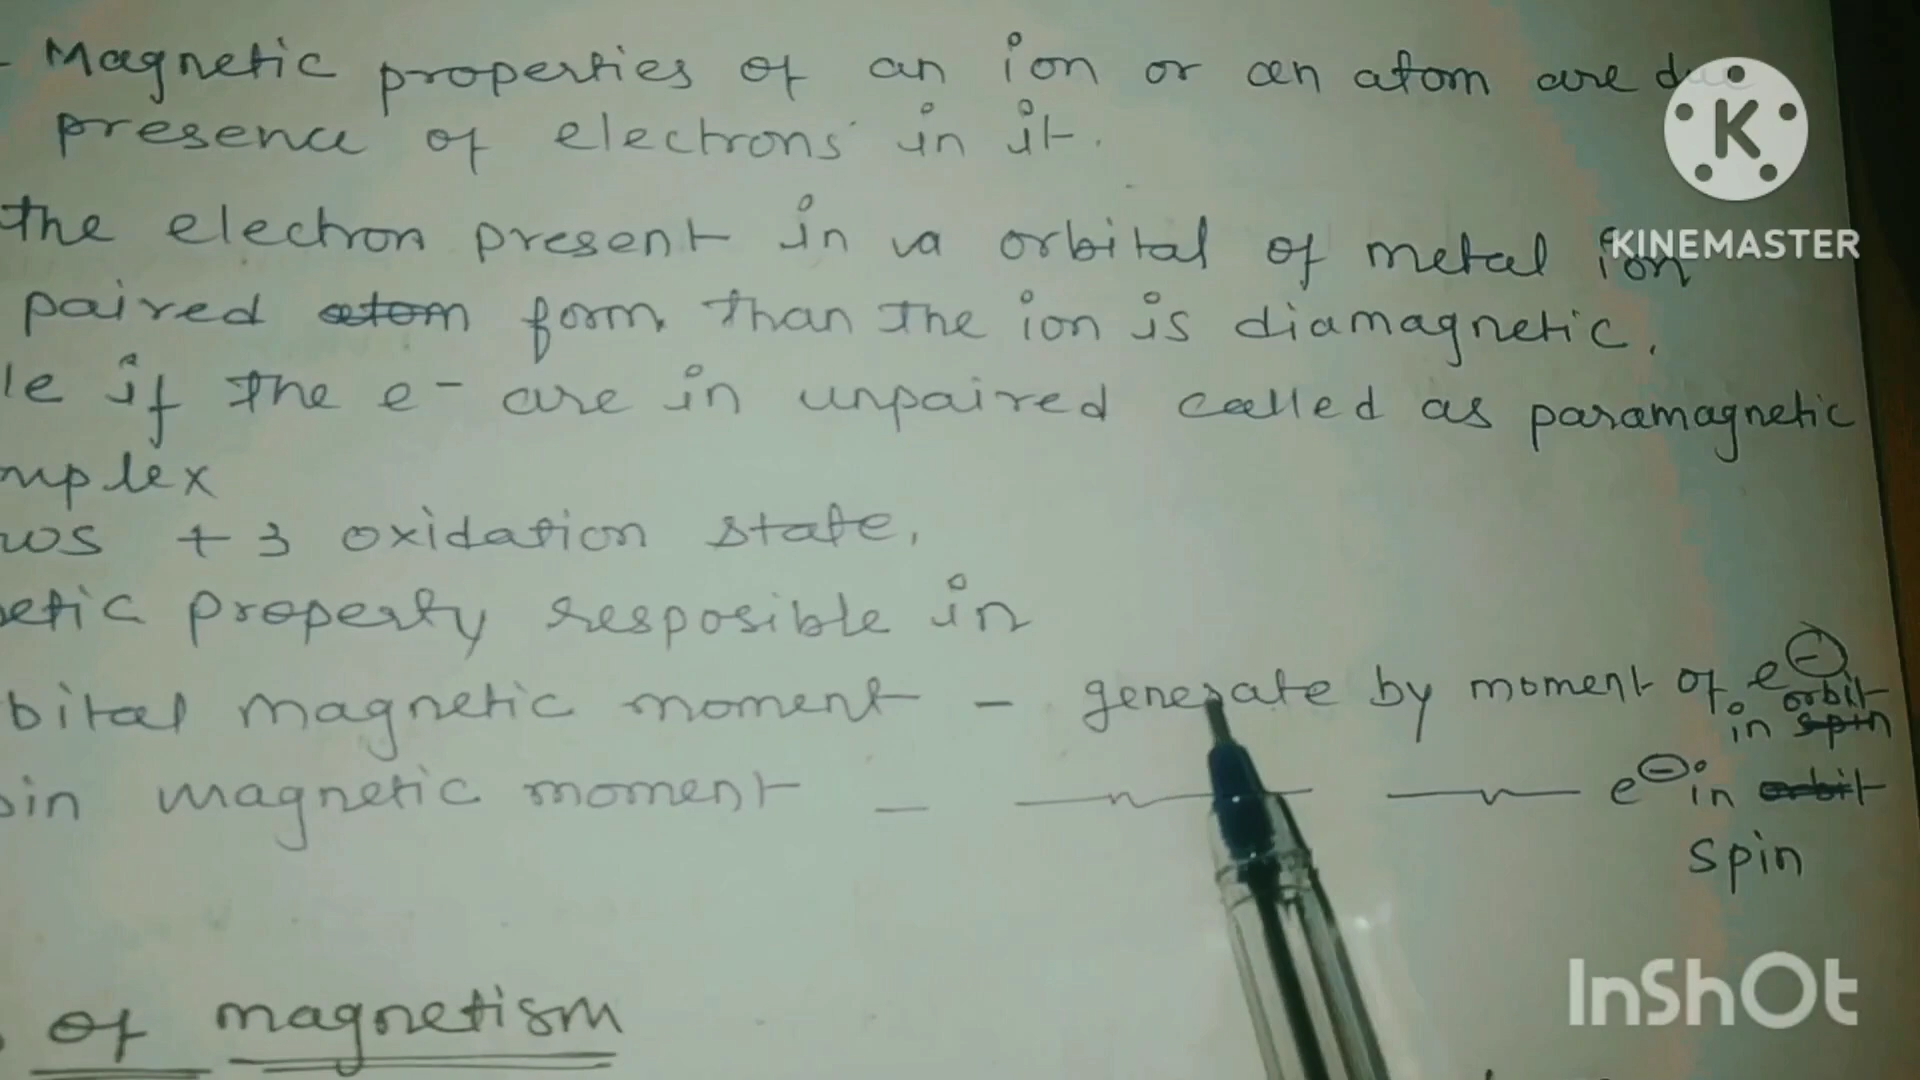 - Magnetic properties of an ion or an atom are due
presence of electrons in it.
the electron present in a orbital of metal ion
paired atom form than the ion is diamagnetic.
le if the e- are in unpaired called as paramagnetic
mplex
ws +3 oxidation state,
etic property resposible in
bital magnetic moment - generate by moment of e⊖
in spin orbit
pin magnetic moment - —〃— —〃— e⊖ in orbit
spin
of magnetism
K
KINEMASTER
InShOt